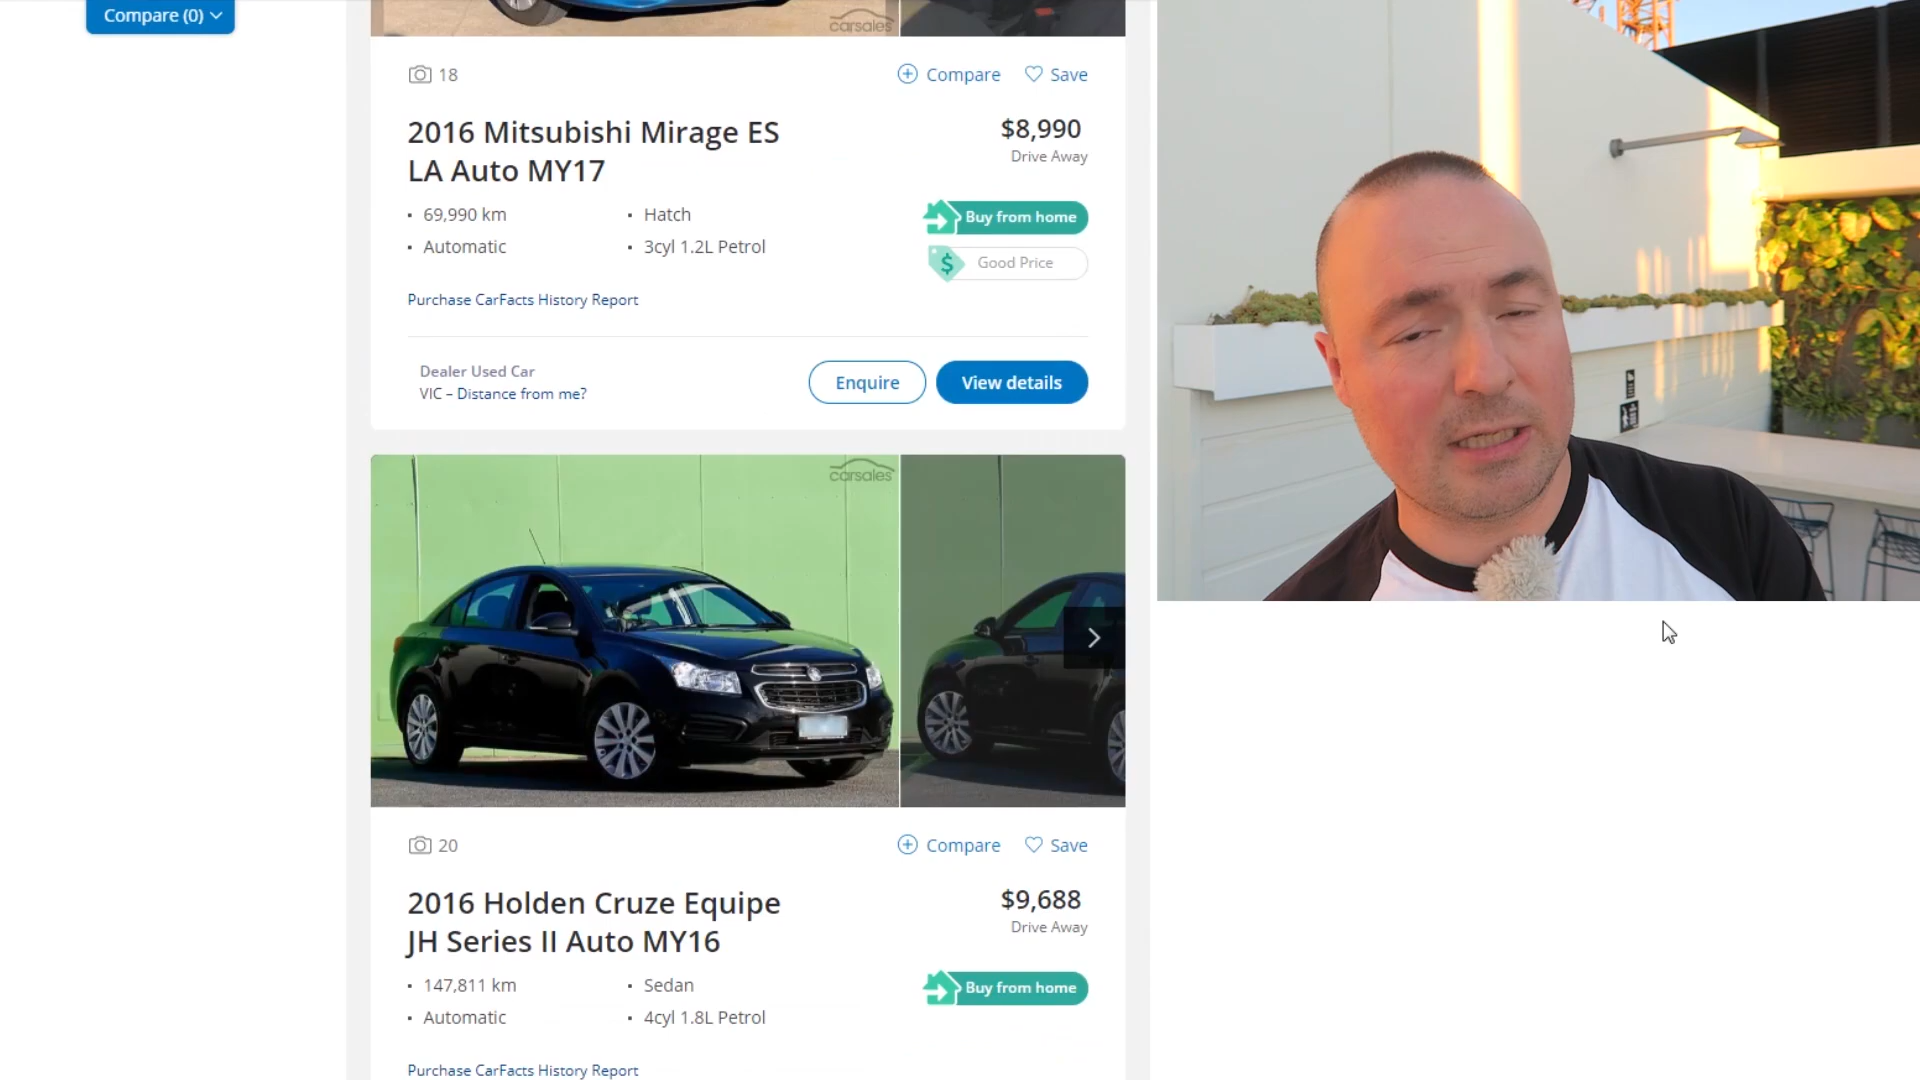 Compare (0)
carsales
18
Compare
Save
2016 Mitsubishi Mirage ES
LA Auto MY17
$8,990
Drive Away
• 69,990 km
• Hatch
• Automatic
• 3cyl 1.2L Petrol
Buy from home
$ Good Price
Purchase CarFacts History Report
Dealer Used Car
VIC – Distance from me?
Enquire
View details
carsales
20
Compare
Save
2016 Holden Cruze Equipe
JH Series II Auto MY16
$9,688
Drive Away
• 147,811 km
• Sedan
• Automatic
• 4cyl 1.8L Petrol
Buy from home
Purchase CarFacts History Report